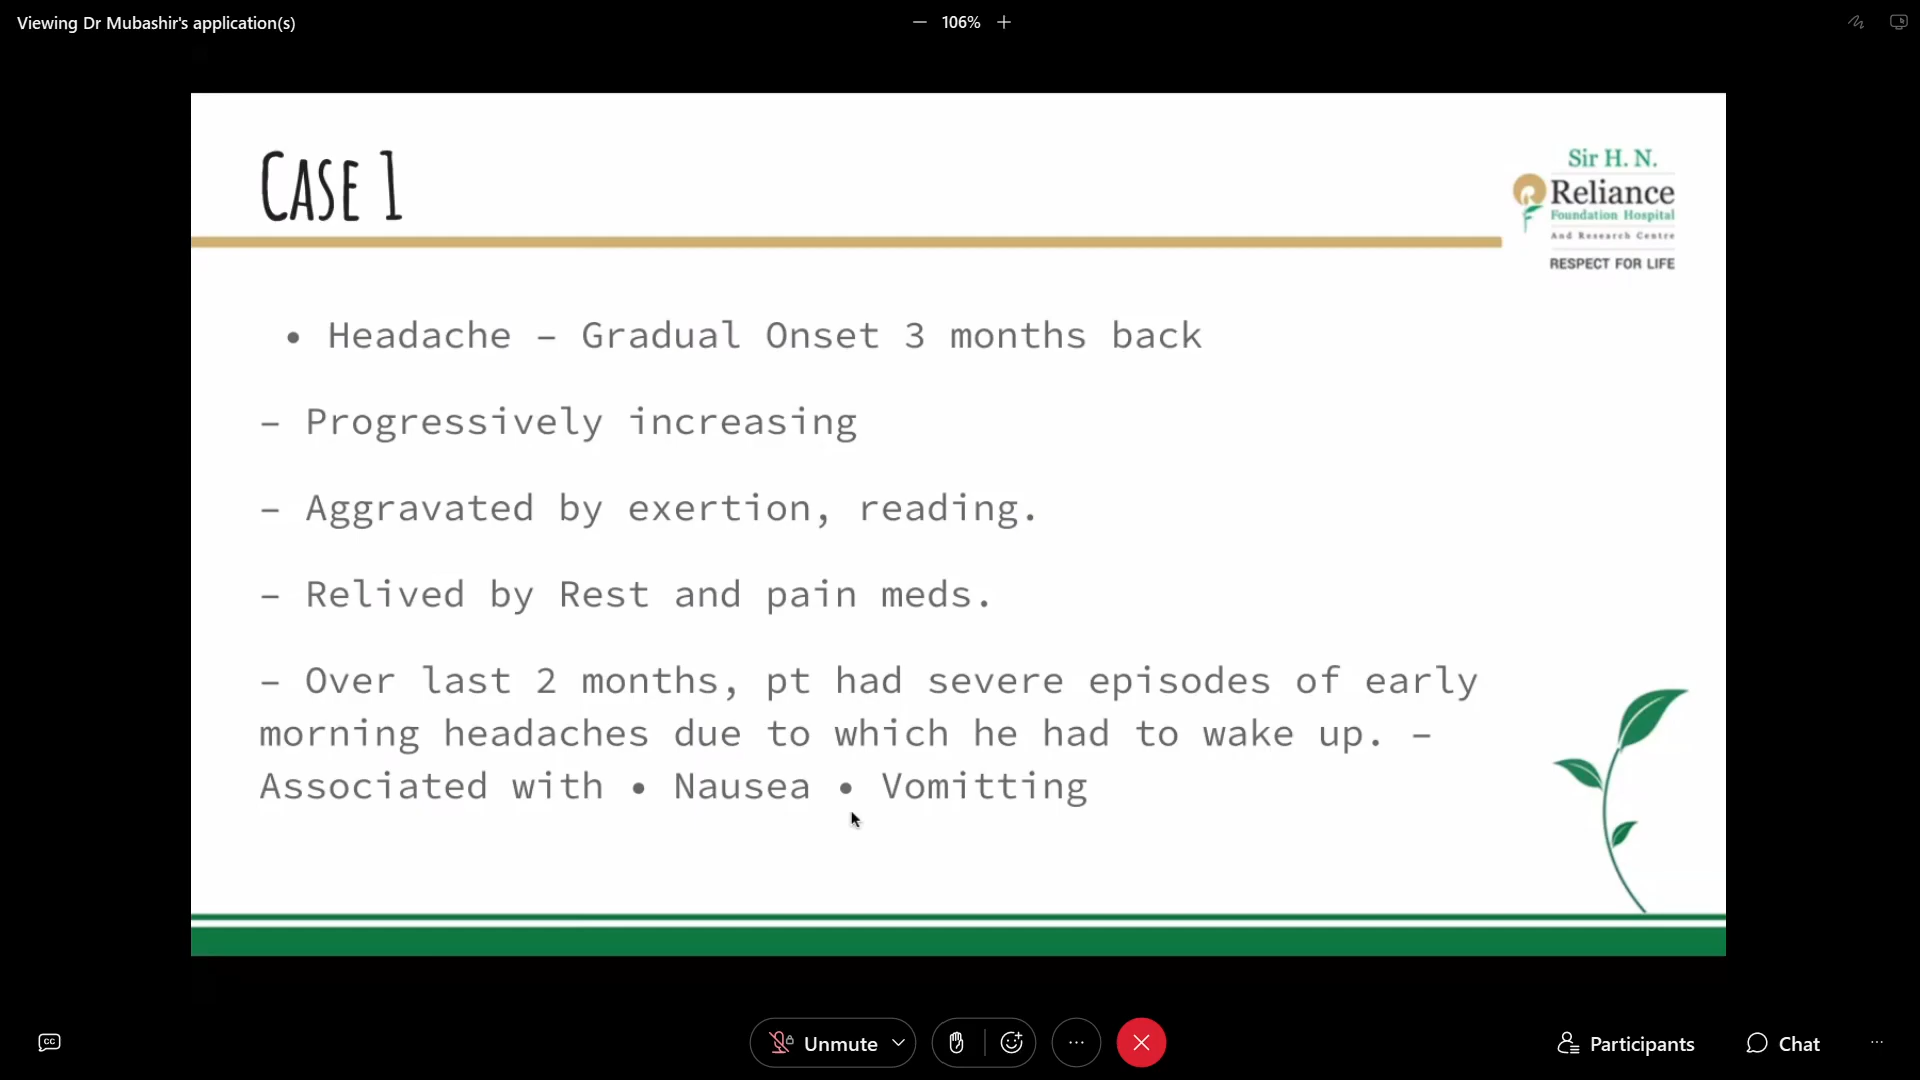 Viewing Dr Mubashir's application(s)
106%
Case 1
Sir H. N.
Reliance
Foundation Hospital
And Research Centre
RESPECT FOR LIFE
• Headache – Gradual Onset 3 months back
– Progressively increasing
– Aggravated by exertion, reading.
– Relived by Rest and pain meds.
– Over last 2 months, pt had severe episodes of early
morning headaches due to which he had to wake up. –
Associated with • Nausea • Vomitting
CC
Unmute
Participants
Chat